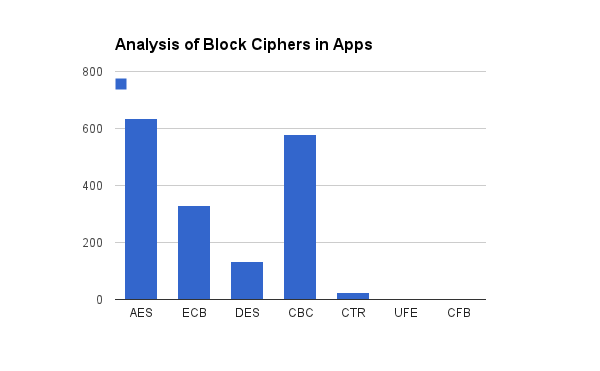 Analysis of Block Ciphers in Apps
800
600
400
200
0
AES ECB DES CBC CTR UFE CFB